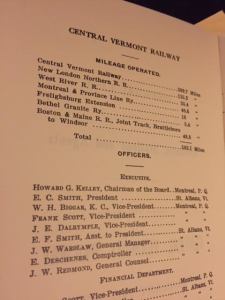 CENTRAL VERMONT RAILWAY
MILEAGE OPERATED.
Central Vermont Railway
Miles
New London Northern R. R.
West River R. R.
Montreal & Province Line Ry
Frelighsburg Extension
Bethel Granite Ry
Boston & Maine R. R., Joint Track, Brattleboro
to Windsor
Total
Miles
OFFICERS.
EXECUTIVE.
HOWARD G. KELLEY, Chairman of the Board Montreal, P. Q.
E. C. SMITH, President St. Albans, Vt.
W. H. BIGGAR, K. C., Vice-President Montreal, P. Q.
FRANK SCOTT, Vice-President " "
J. E. DALRYMPLE, Vice-President " "
E. F. SMITH, Asst. to President St. Albans, Vt.
J. W. WARDLAW, General Manager " "
E. DESCHENES, Comptroller " "
J. W. REDMOND, General Counsel " "
FINANCIAL DEPARTMENT.